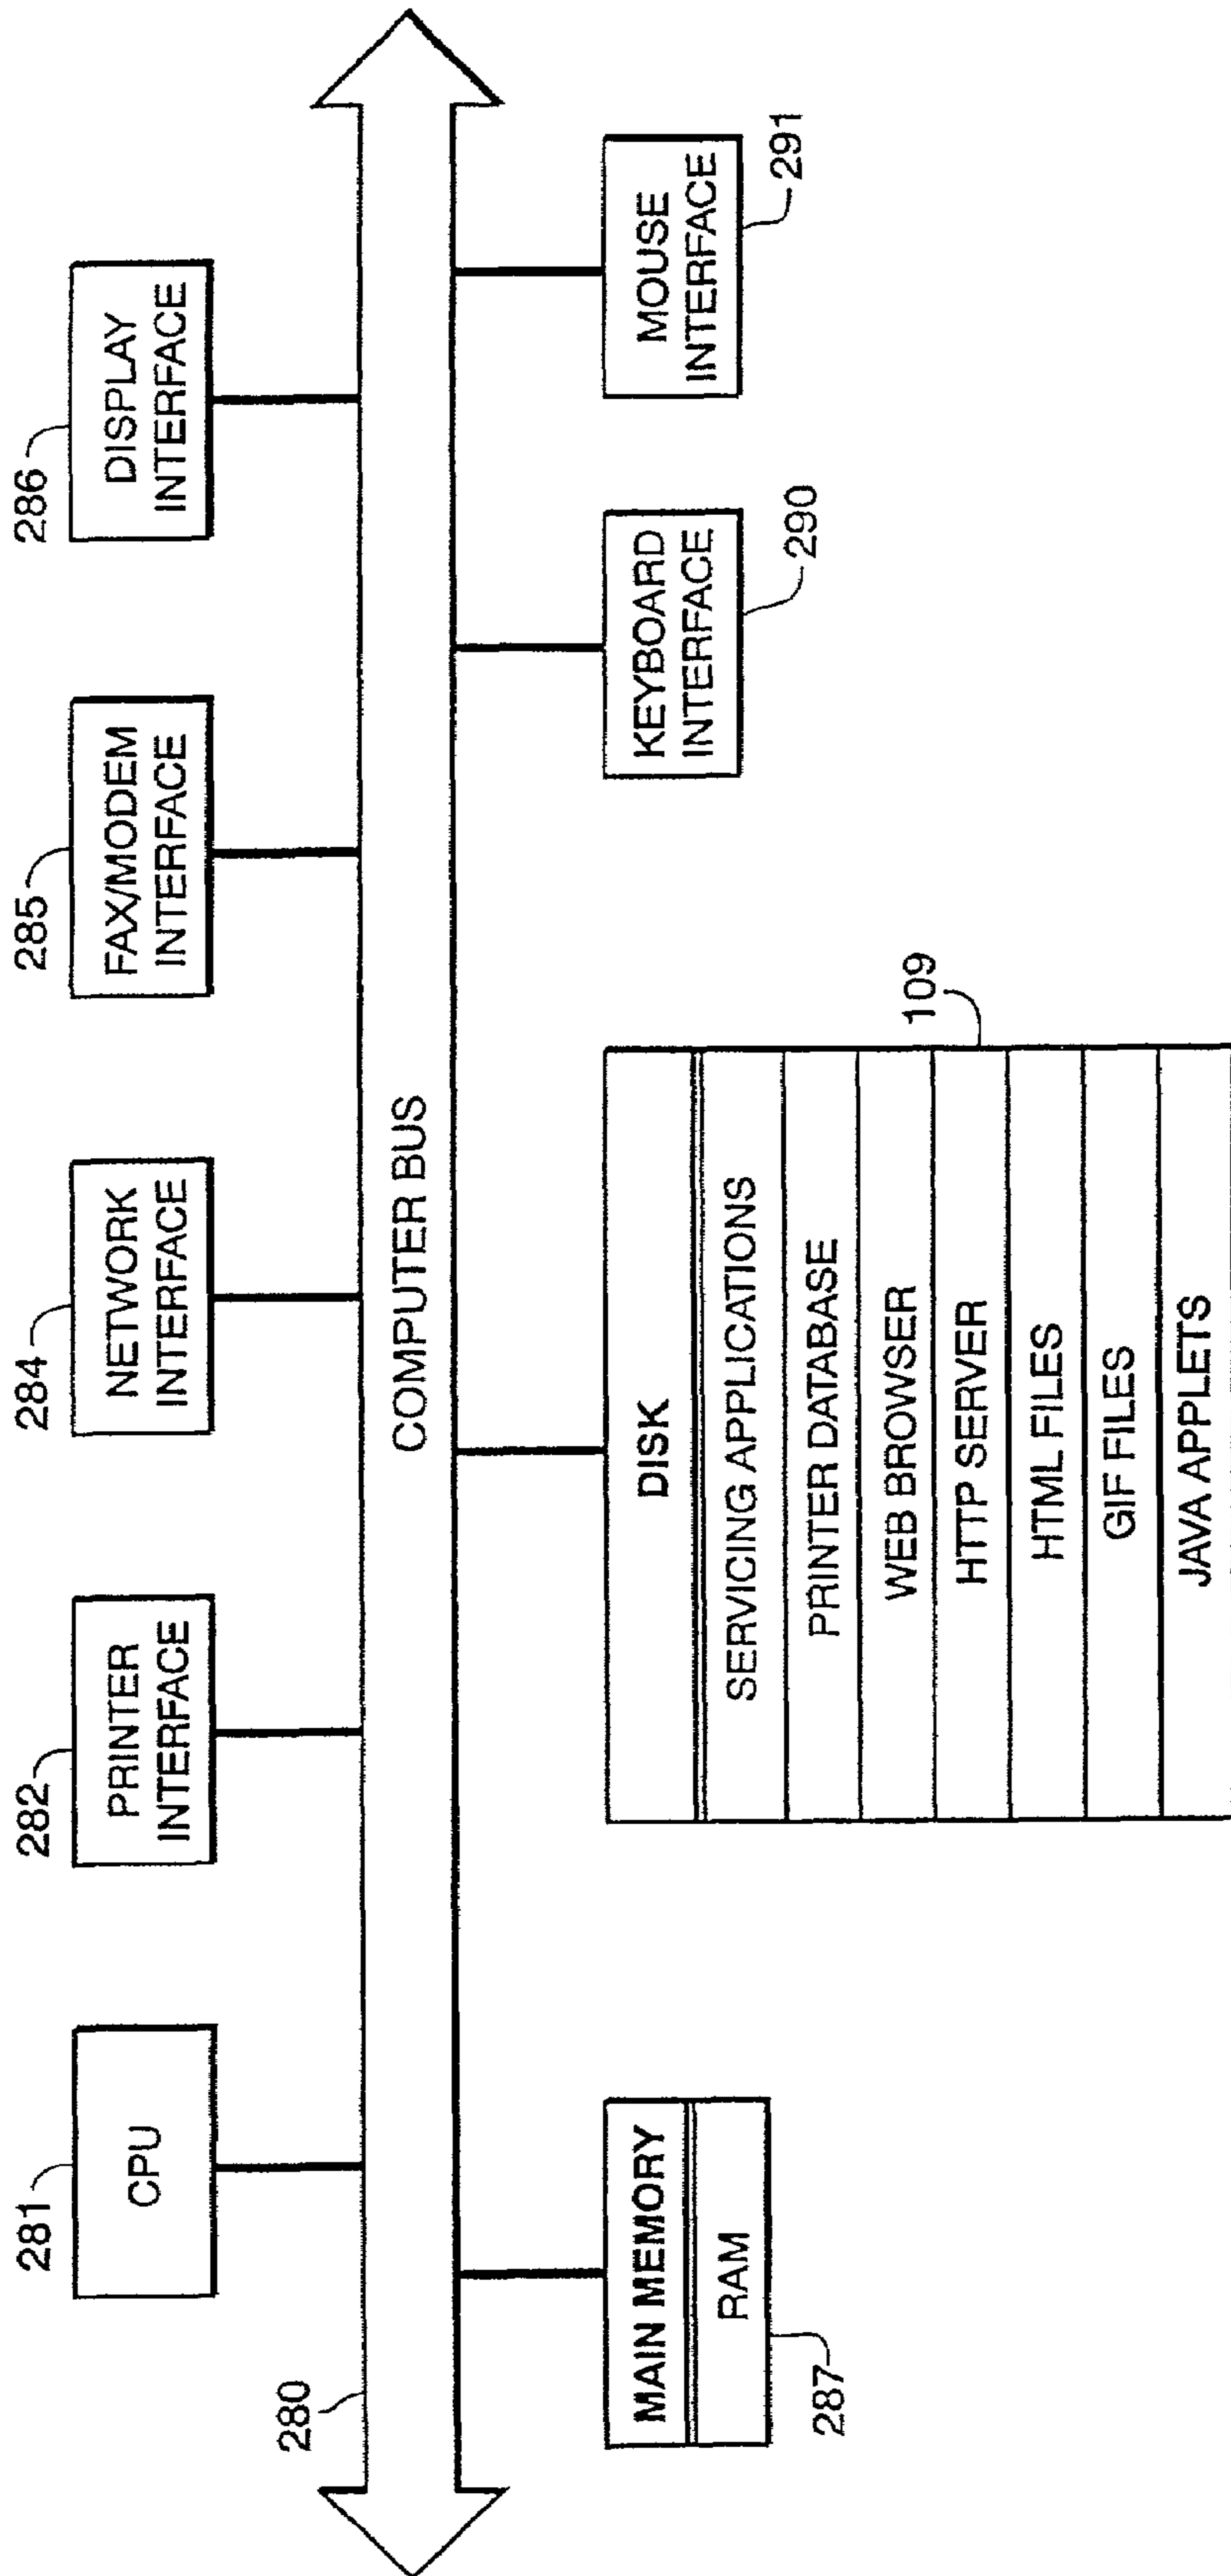 281
CPU
282
PRINTER
INTERFACE
284
NETWORK
INTERFACE
285
FAX/MODEM
INTERFACE
286
DISPLAY
INTERFACE
280
COMPUTER BUS
MAIN MEMORY
RAM
287
DISK
SERVICING APPLICATIONS
PRINTER DATABASE
WEB BROWSER
HTTP SERVER
HTML FILES
GIF FILES
JAVA APPLETS
109
KEYBOARD
INTERFACE
290
MOUSE
INTERFACE
291